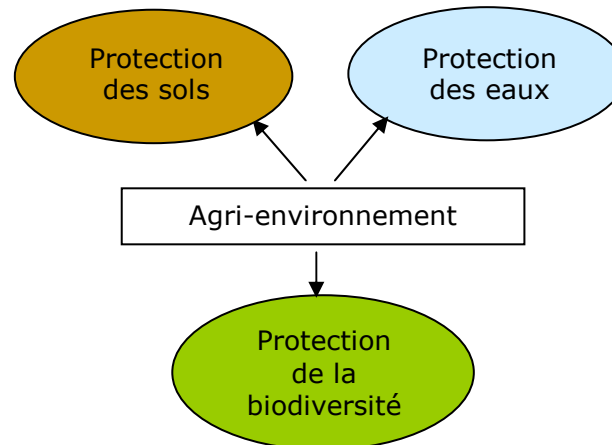 Protection
des sols
Protection
des eaux
Agri-environnement
Protection
de la
biodiversité